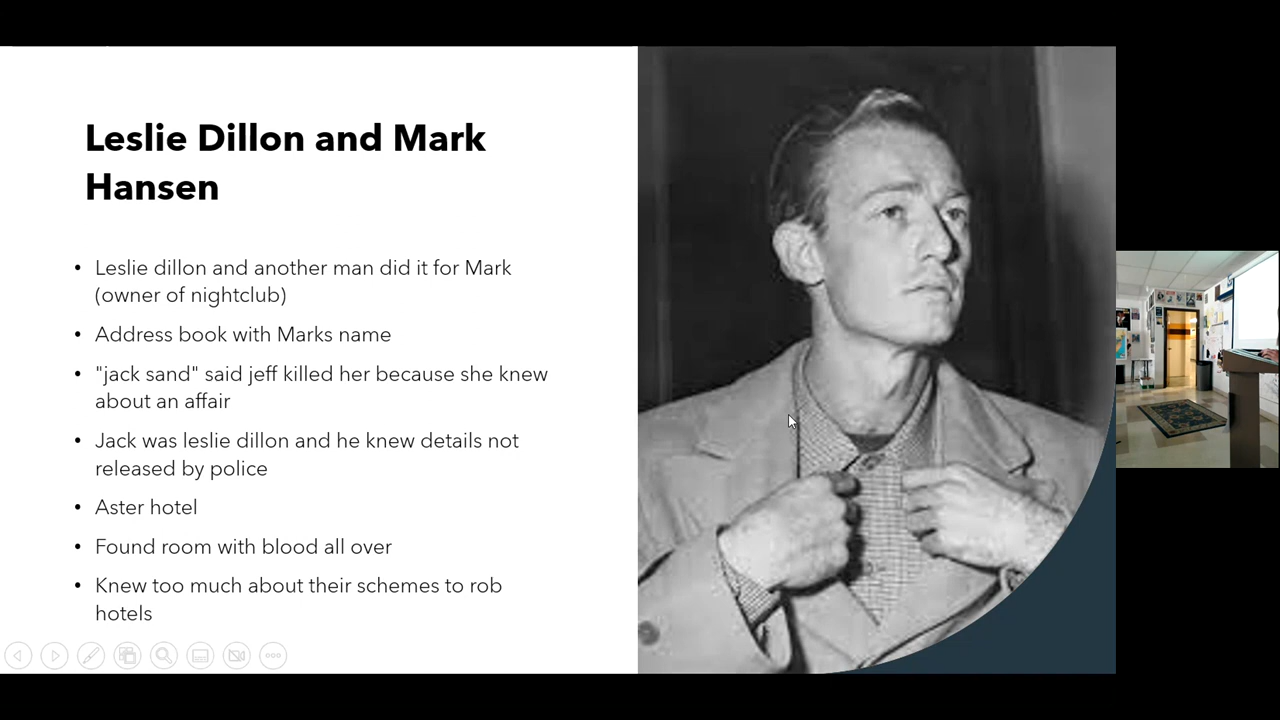 Leslie Dillon and Mark
Hansen
• Leslie dillon and another man did it for Mark
(owner of nightclub)
• Address book with Marks name
• "jack sand" said jeff killed her because she knew
about an affair
• Jack was leslie dillon and he knew details not
released by police
• Aster hotel
• Found room with blood all over
• Knew too much about their schemes to rob
hotels